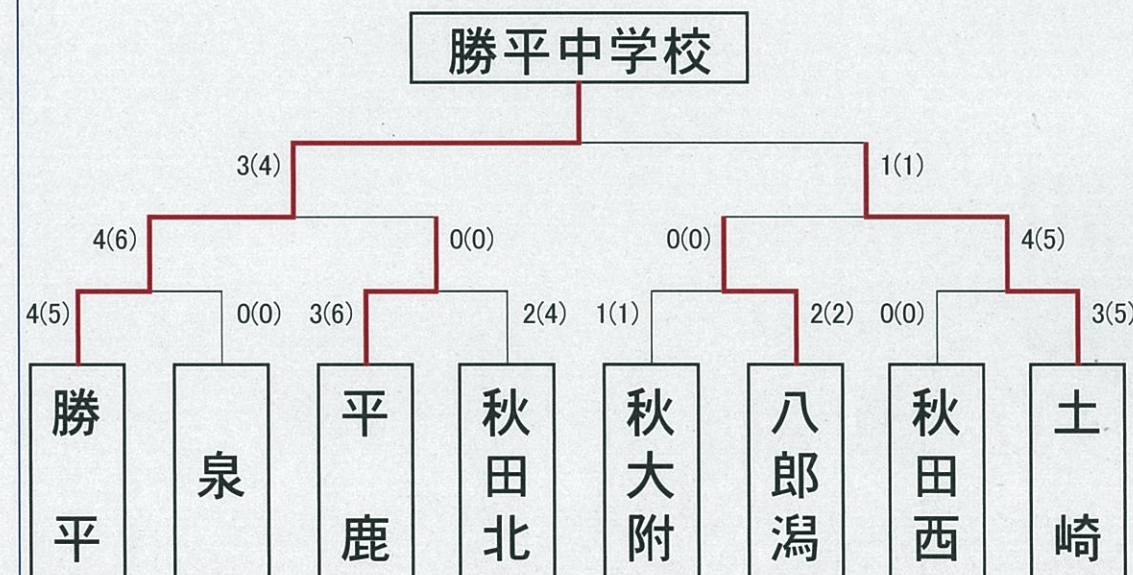 勝平中学校
3(4)
1(1)
4(6)
0(0)
0(0)
4(5)
4(5)
0(0)
3(6)
2(4)
1(1)
2(2)
0(0)
3(5)
勝平
泉
平鹿
秋田北
秋大附
八郎潟
秋田西
土崎